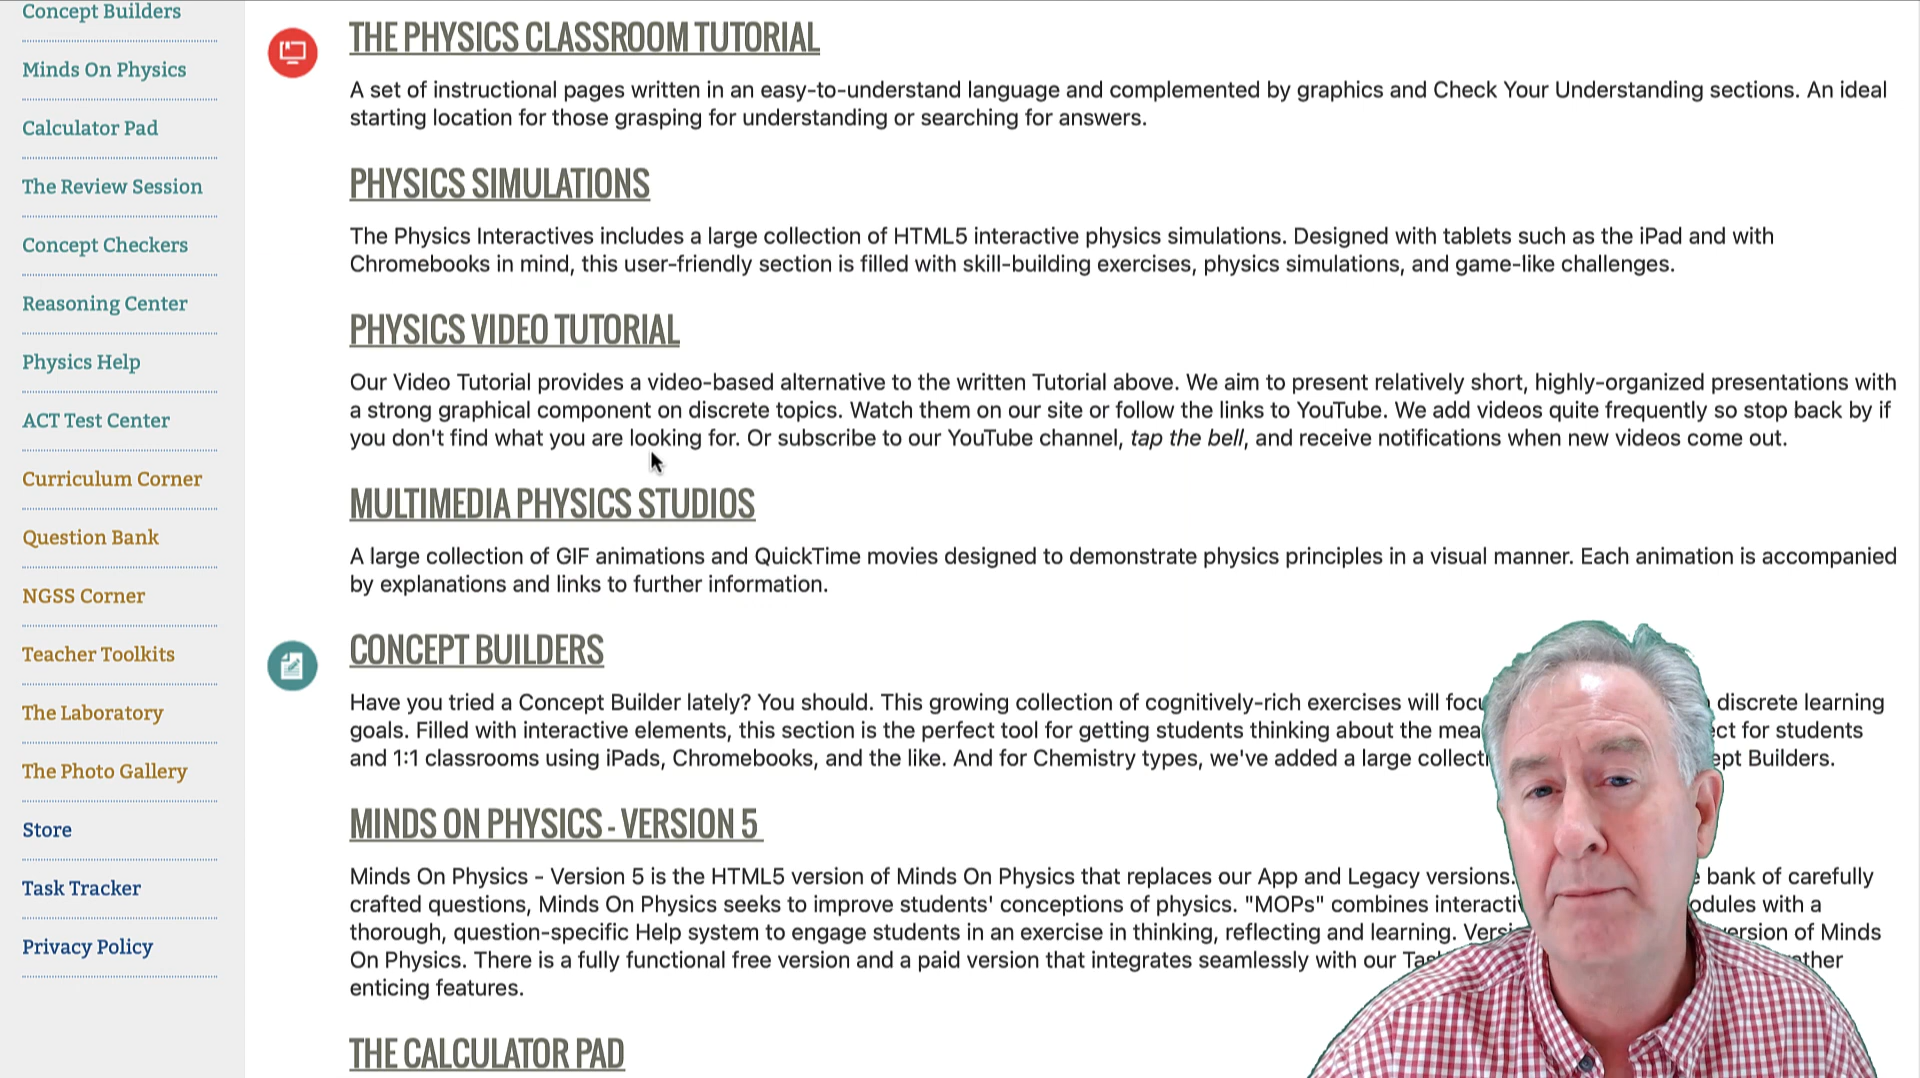 Concept Builders
Minds On Physics
Calculator Pad
The Review Session
Concept Checkers
Reasoning Center
Physics Help
ACT Test Center
Curriculum Corner
Question Bank
NGSS Corner
Teacher Toolkits
The Laboratory
The Photo Gallery
Store
Task Tracker
Privacy Policy
THE PHYSICS CLASSROOM TUTORIAL
A set of instructional pages written in an easy-to-understand language and complemented by graphics and Check Your Understanding sections. An ideal
starting location for those grasping for understanding or searching for answers.
PHYSICS SIMULATIONS
The Physics Interactives includes a large collection of HTML5 interactive physics simulations. Designed with tablets such as the iPad and with
Chromebooks in mind, this user-friendly section is filled with skill-building exercises, physics simulations, and game-like challenges.
PHYSICS VIDEO TUTORIAL
Our Video Tutorial provides a video-based alternative to the written Tutorial above. We aim to present relatively short, highly-organized presentations with
a strong graphical component on discrete topics. Watch them on our site or follow the links to YouTube. We add videos quite frequently so stop back by if
you don't find what you are looking for. Or subscribe to our YouTube channel, tap the bell, and receive notifications when new videos come out.
MULTIMEDIA PHYSICS STUDIOS
A large collection of GIF animations and QuickTime movies designed to demonstrate physics principles in a visual manner. Each animation is accompanied
by explanations and links to further information.
CONCEPT BUILDERS
Have you tried a Concept Builder lately? You should. This growing collection of cognitively-rich exercises will discrete learning
goals. Filled with interactive elements, this section is the perfect tool for getting students thinking about the for students
and 1:1 classrooms using iPads, Chromebooks, and the like. And for Chemistry types, we've added a large Builders.
MINDS ON PHYSICS - VERSION 5
Minds On Physics - Version 5 is the HTML5 version of Minds On Physics that replaces our App and Legacy versions. bank of carefully
crafted questions, Minds On Physics seeks to improve students' conceptions of physics. "MOPs" combines with a
thorough, question-specific Help system to engage students in an exercise in thinking, reflecting and learning. of Minds
On Physics. There is a fully functional free version and a paid version that integrates seamlessly with our
enticing features.
THE CALCULATOR PAD